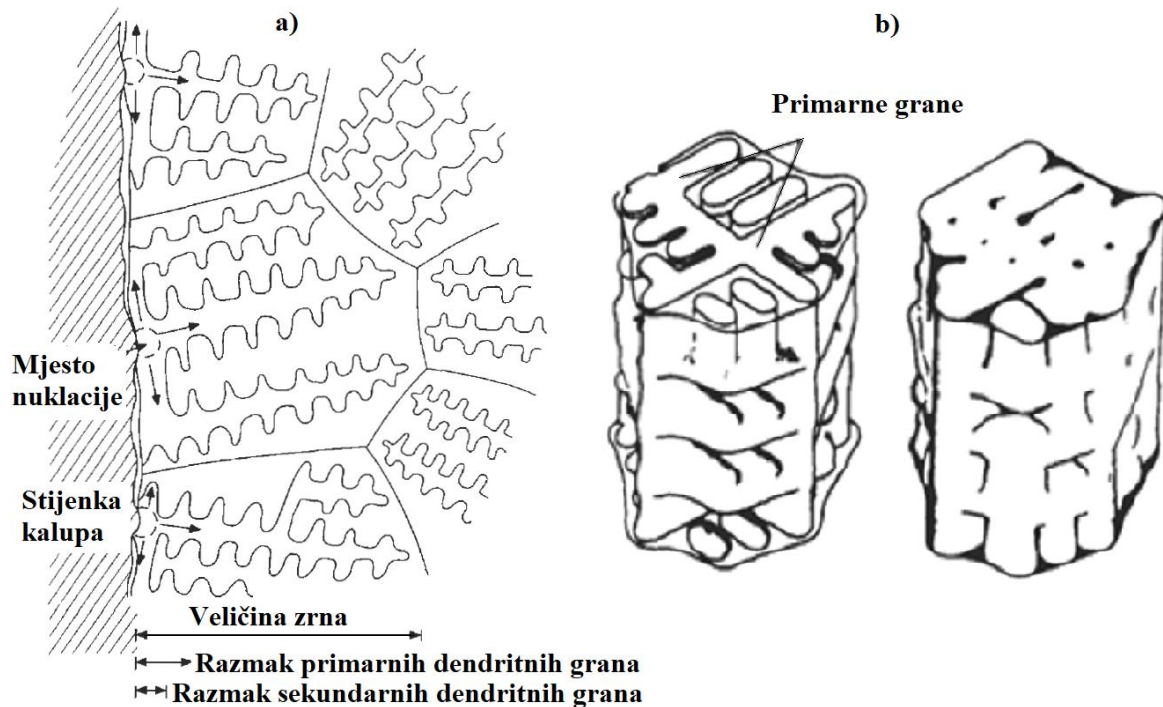 a)
b)
Primarne grane
Mjesto
nuklacije
Stijenka
kalupa
Veličina zrna
Razmak primarnih dendritnih grana
Razmak sekundarnih dendritnih grana